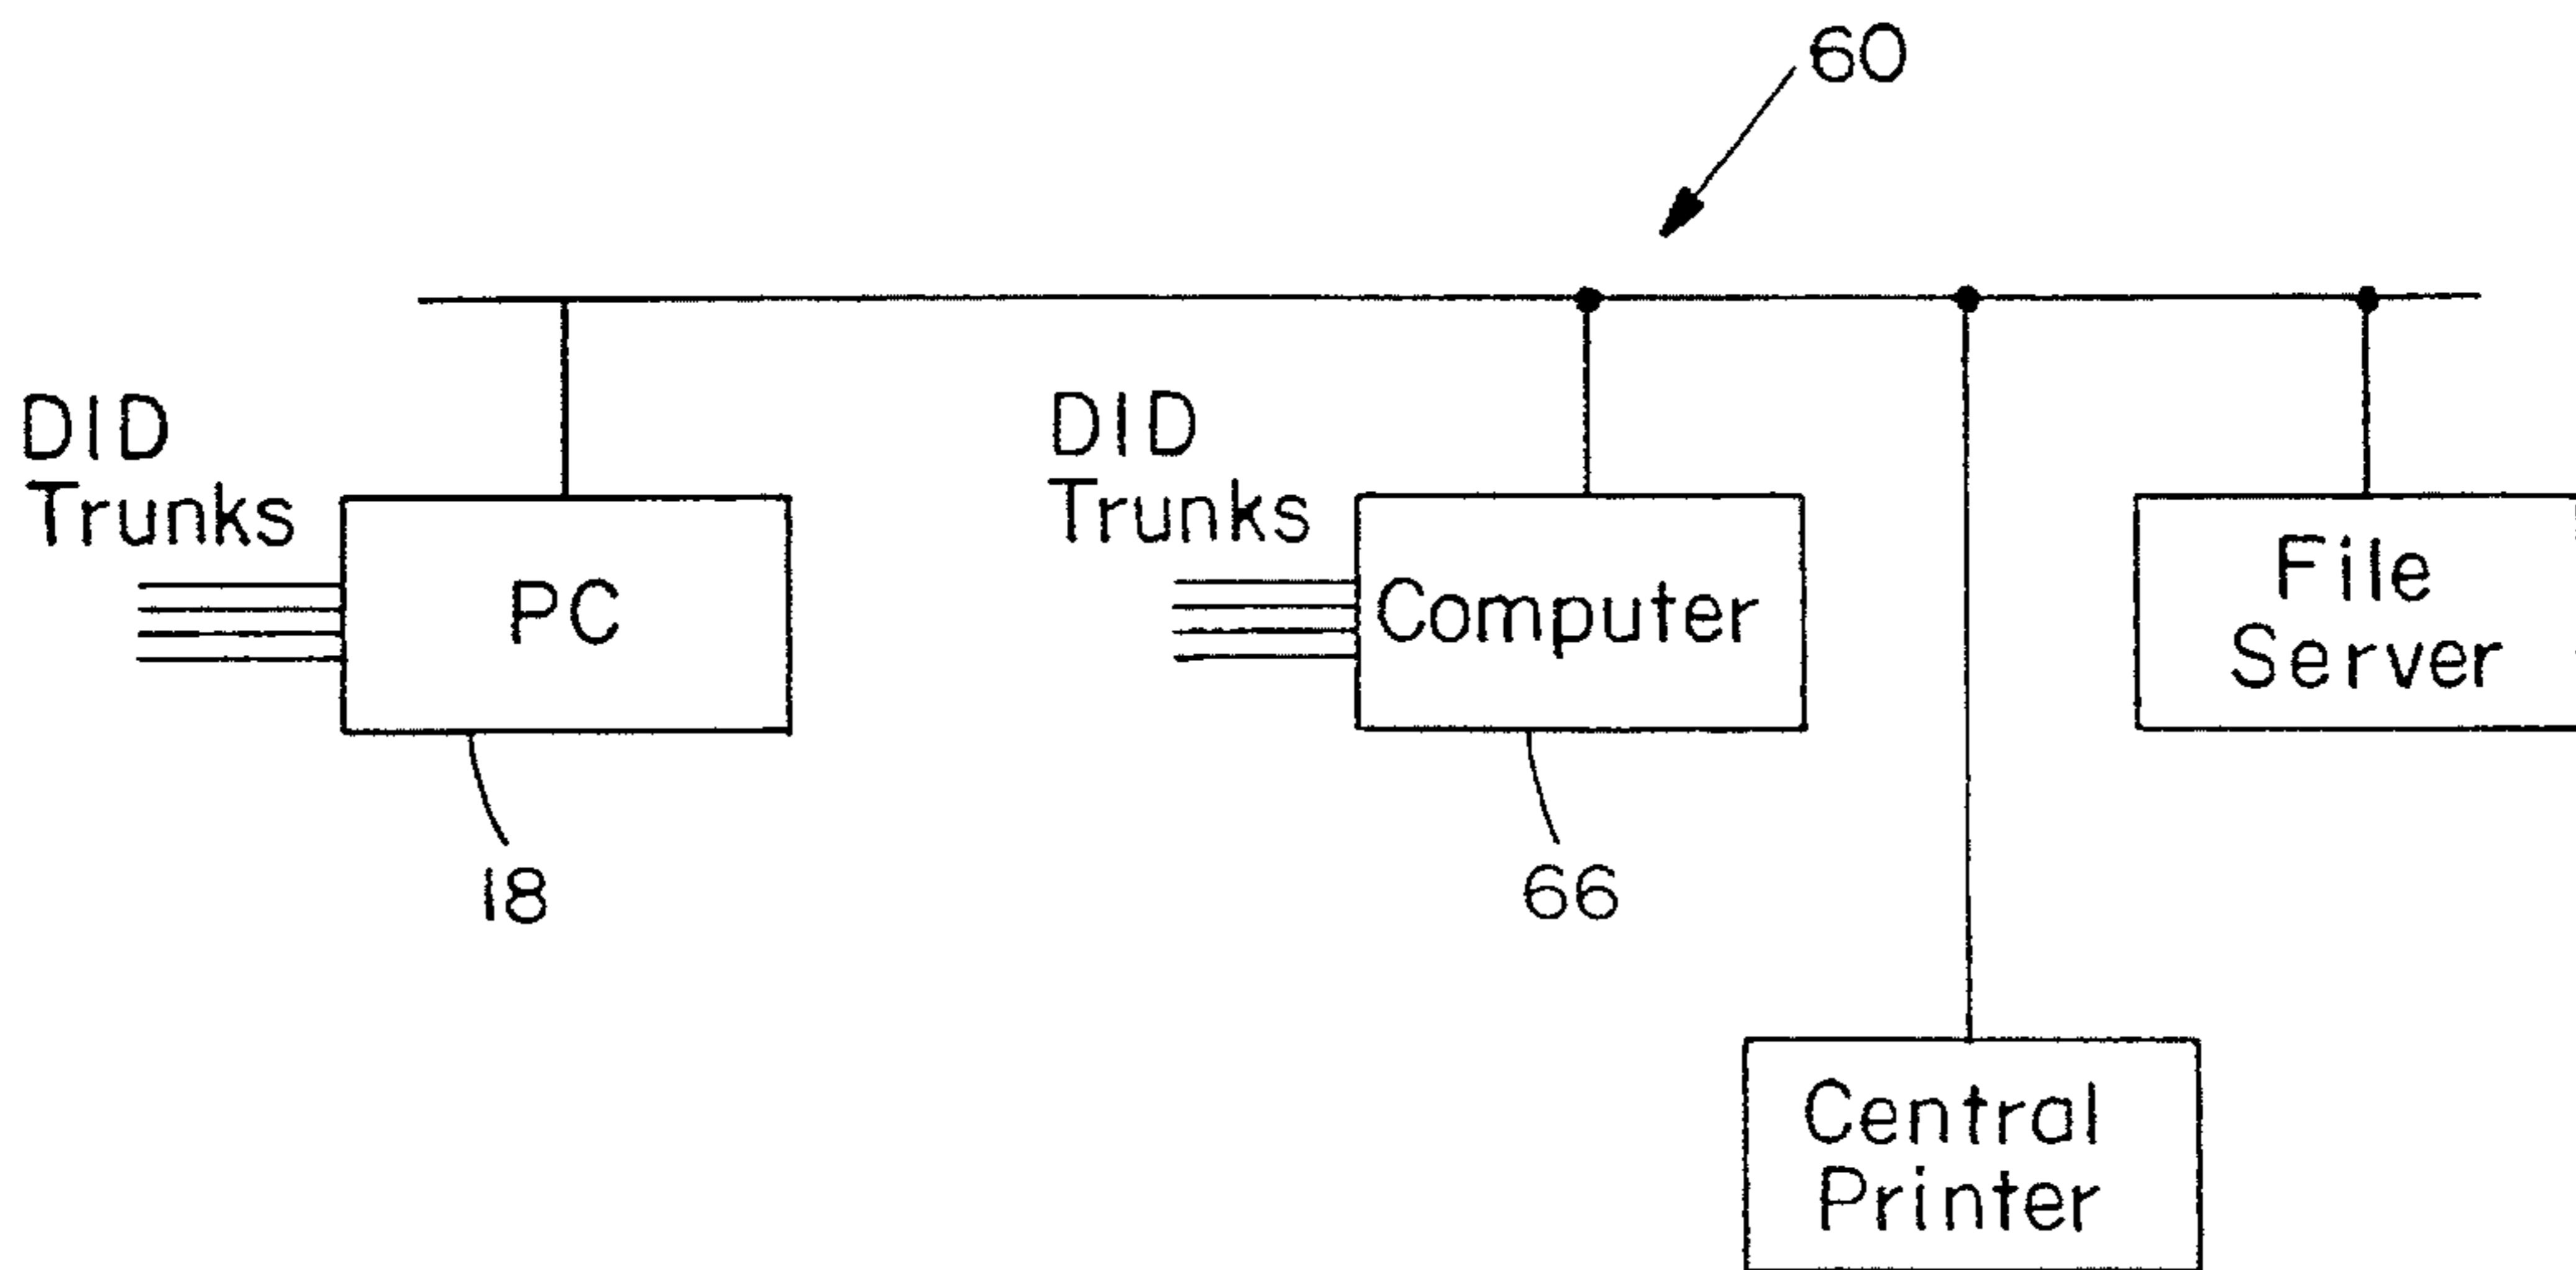 60
DID
Trunks
DID
Trunks
PC
Computer
File
Server
18
66
Central
Printer